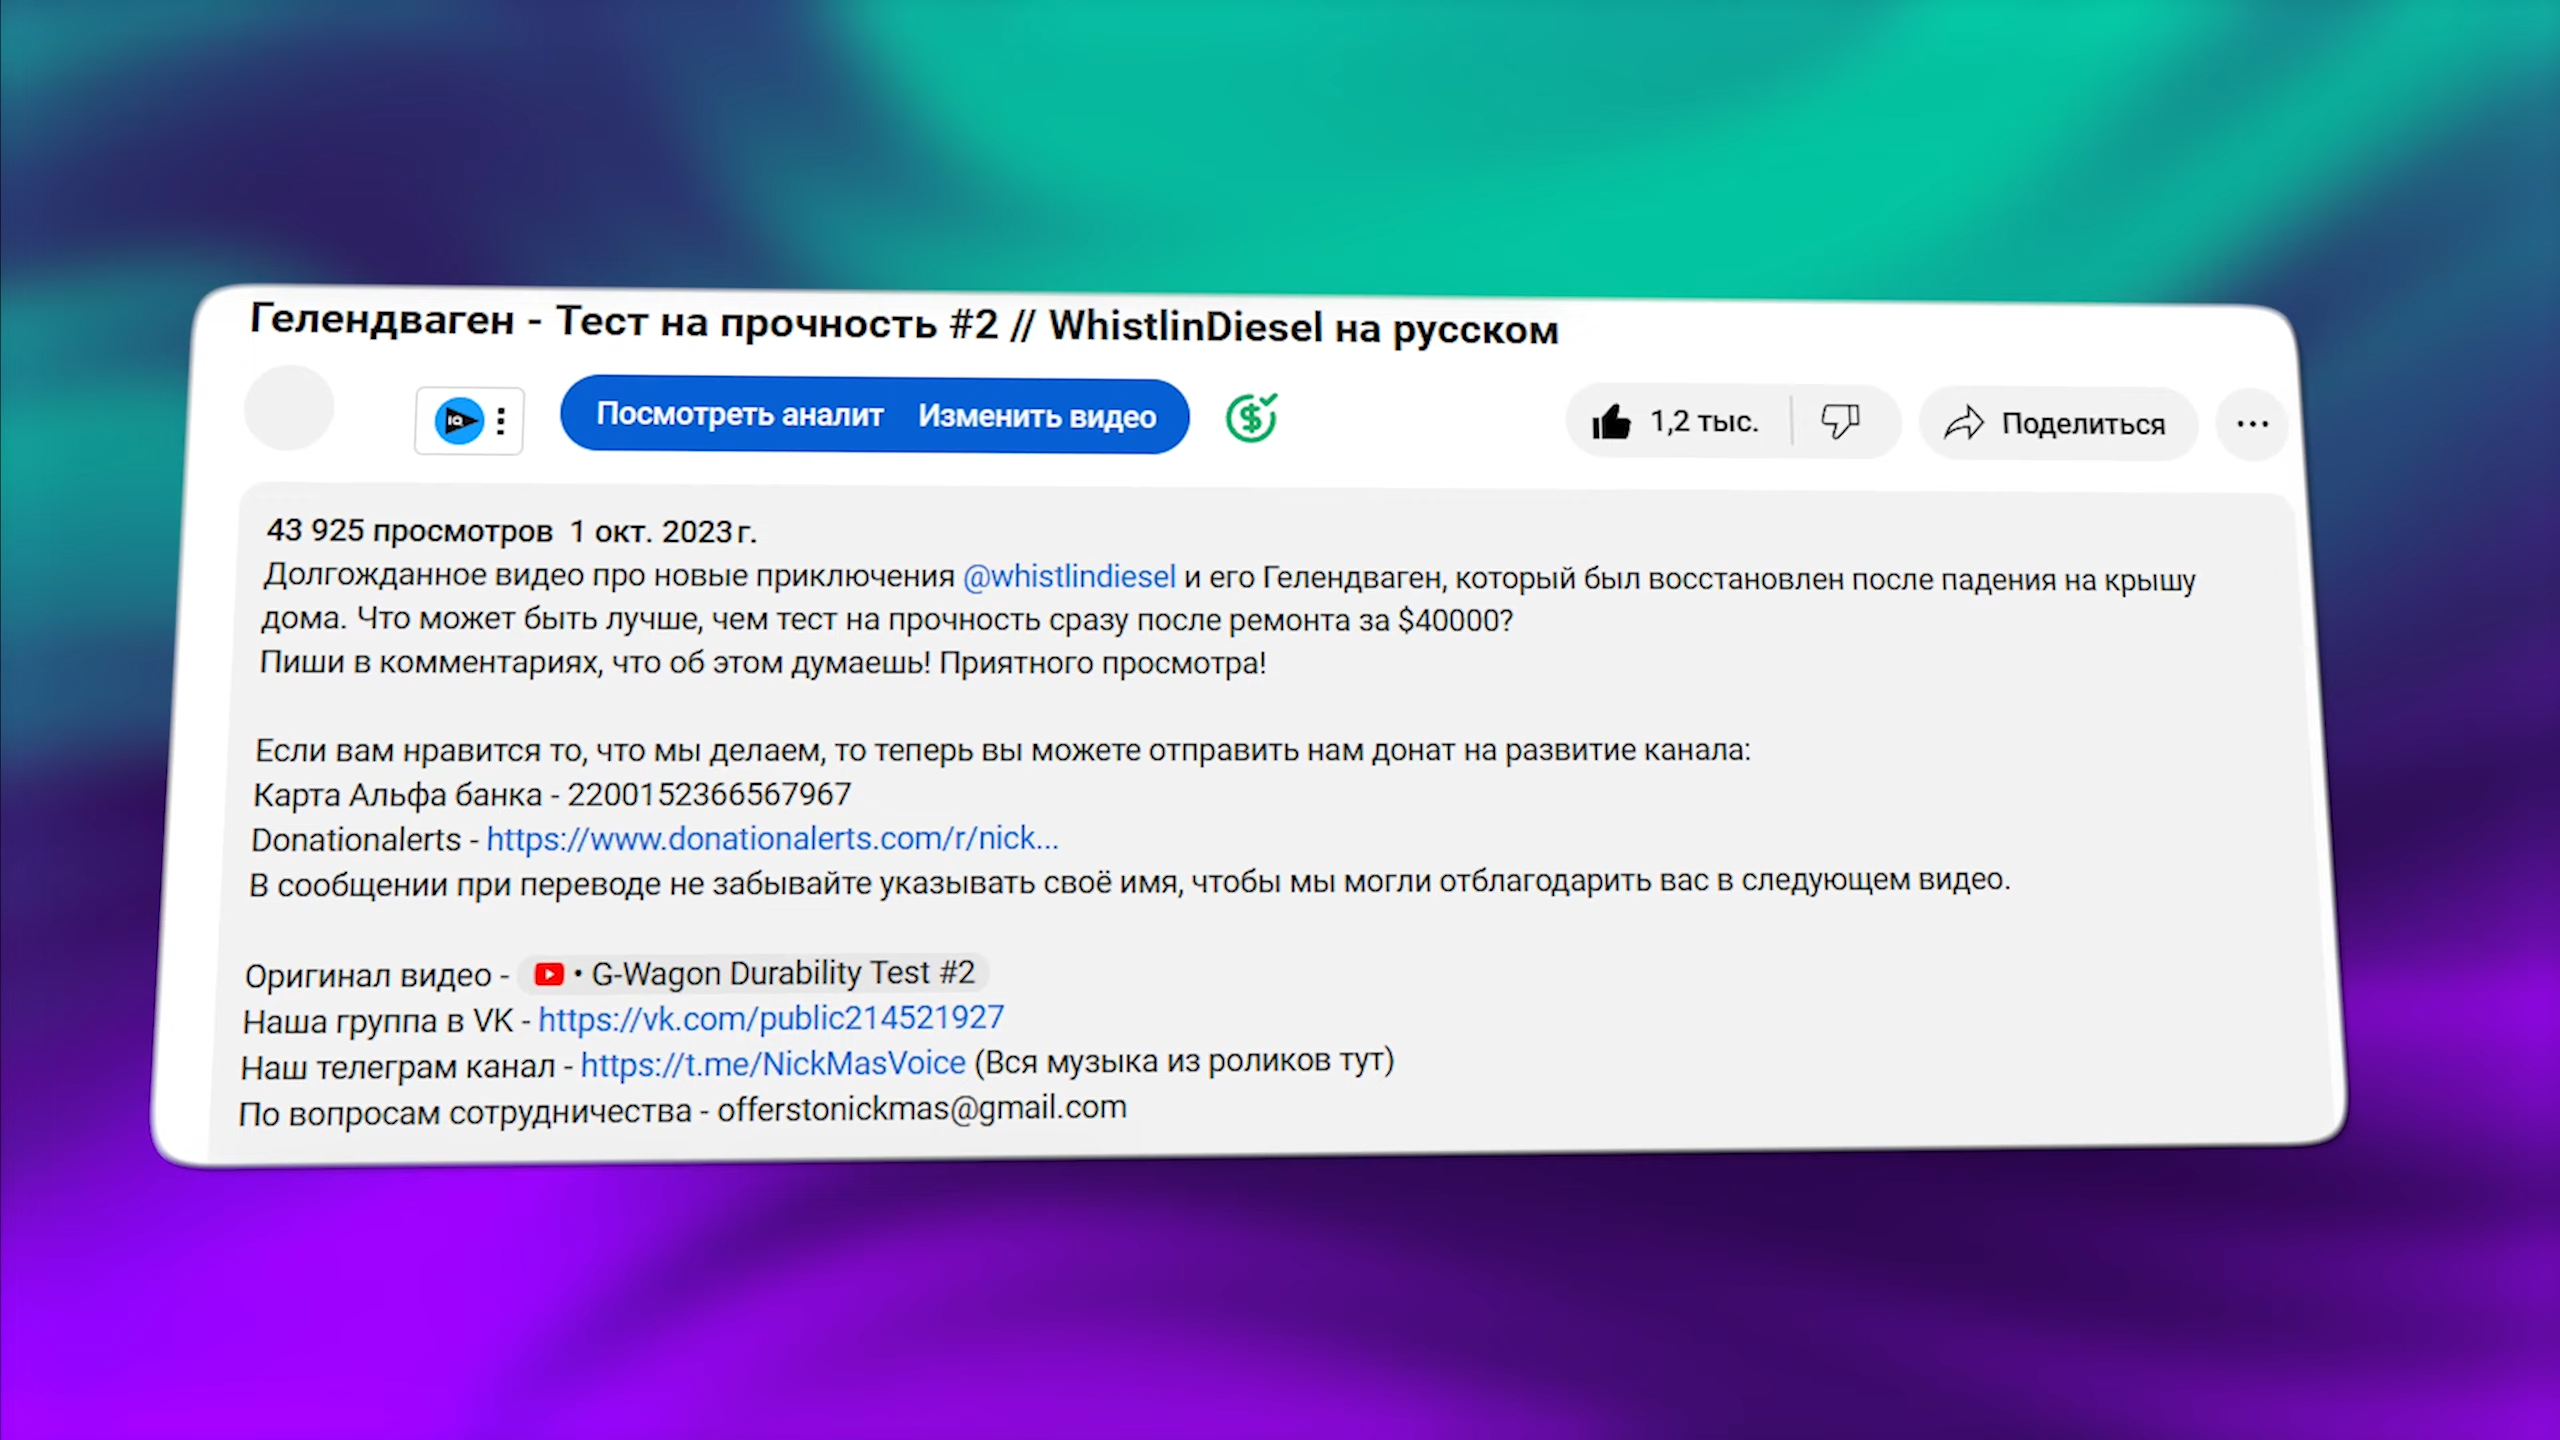 Гелендваген - Тест на прочность #2 // WhistlinDiesel на русском
IQ Посмотреть аналит Изменить видео 1,2 тыс. Поделиться
43 925 просмотров 1 окт. 2023 г.
Долгожданное видео про новые приключения @whistlindiesel и его Гелендваген, который был восстановлен после падения на крышу
дома. Что может быть лучше, чем тест на прочность сразу после ремонта за $40000?
Пиши в комментариях, что об этом думаешь! Приятного просмотра!
Если вам нравится то, что мы делаем, то теперь вы можете отправить нам донат на развитие канала:
Карта Альфа банка - 2200152366567967
Donationalerts - https://www.donationalerts.com/r/nick...
В сообщении при переводе не забывайте указывать своё имя, чтобы мы могли отблагодарить вас в следующем видео.
Оригинал видео - • G-Wagon Durability Test #2
Наша группа в VK - https://vk.com/public214521927
Наш телеграм канал - https://t.me/NickMasVoice (Вся музыка из роликов тут)
По вопросам сотрудничества - offerstonickmas@gmail.com